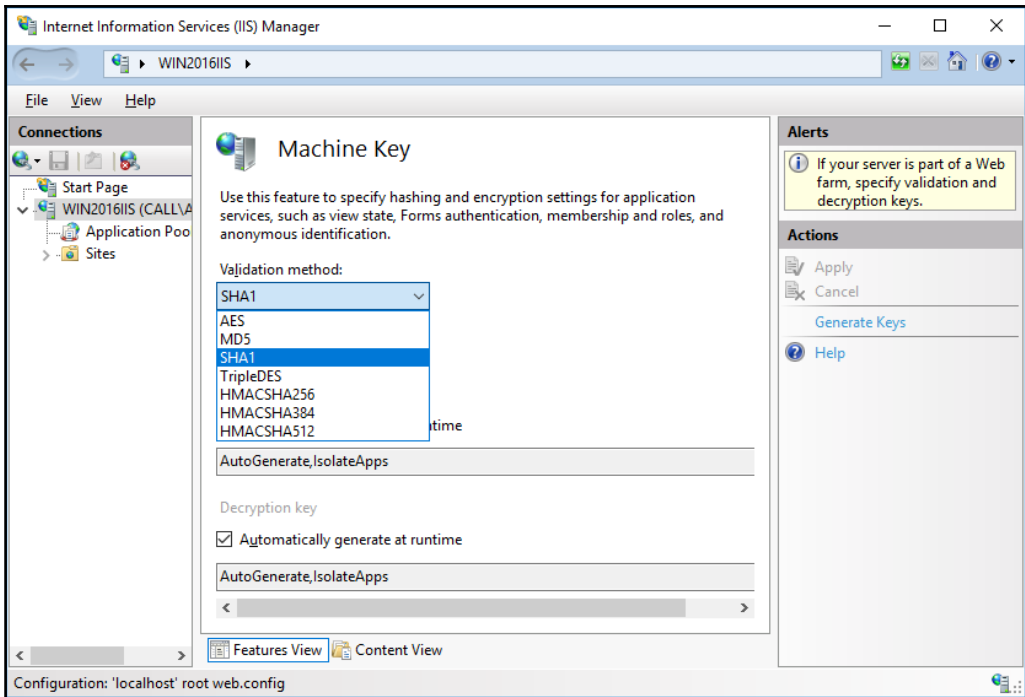 Internet Information Services (IIS) Manager
WIN2016IIS
File View Help
Connections
Start Page
WIN2016IIS (CALL\A
Application Poo
Sites
Machine Key
Use this feature to specify hashing and encryption settings for application
services, such as view state, Forms authentication, membership and roles, and
anonymous identification.
Validation method:
SHA1
AES
MD5
SHA1
TripleDES
HMACSHA256
HMACSHA384
HMACSHA512
ntime
AutoGenerate,IsolateApps
Decryption key
Automatically generate at runtime
AutoGenerate,IsolateApps
Features View Content View
Alerts
If your server is part of a Web
farm, specify validation and
decryption keys.
Actions
Apply
Cancel
Generate Keys
Help
Configuration: 'localhost' root web.config